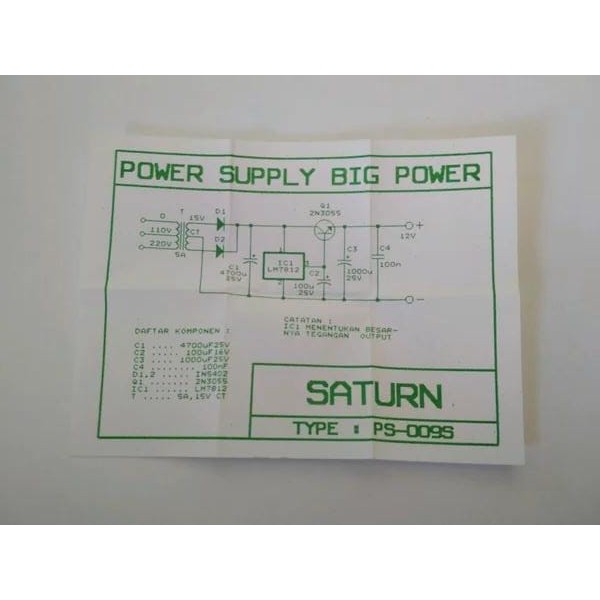 POWER SUPPLY BIG POWER
Q1
2N3055
T
15V
D1
0
110V
CT
220V
D2
5A
C1
4700u
35V
IC1
LM7812
C2
100u
25V
C3
1000u
25V
C4
100n
+
12V
-
CATATAN :
IC1 MENENTUKAN BESAR-
NYA TEGANGAN OUTPUT
DAFTAR KOMPONEN :
C1 ..... 4700uF25V
C2 ..... 100uF16V
C3 ..... 1000uF25V
C4 ........ 100nF
D1,2 ..... IN5402
Q1 ....... 2N3055
IC1 ...... LM7812
T ..... 5A,15V CT
SATURN
TYPE : PS-009S